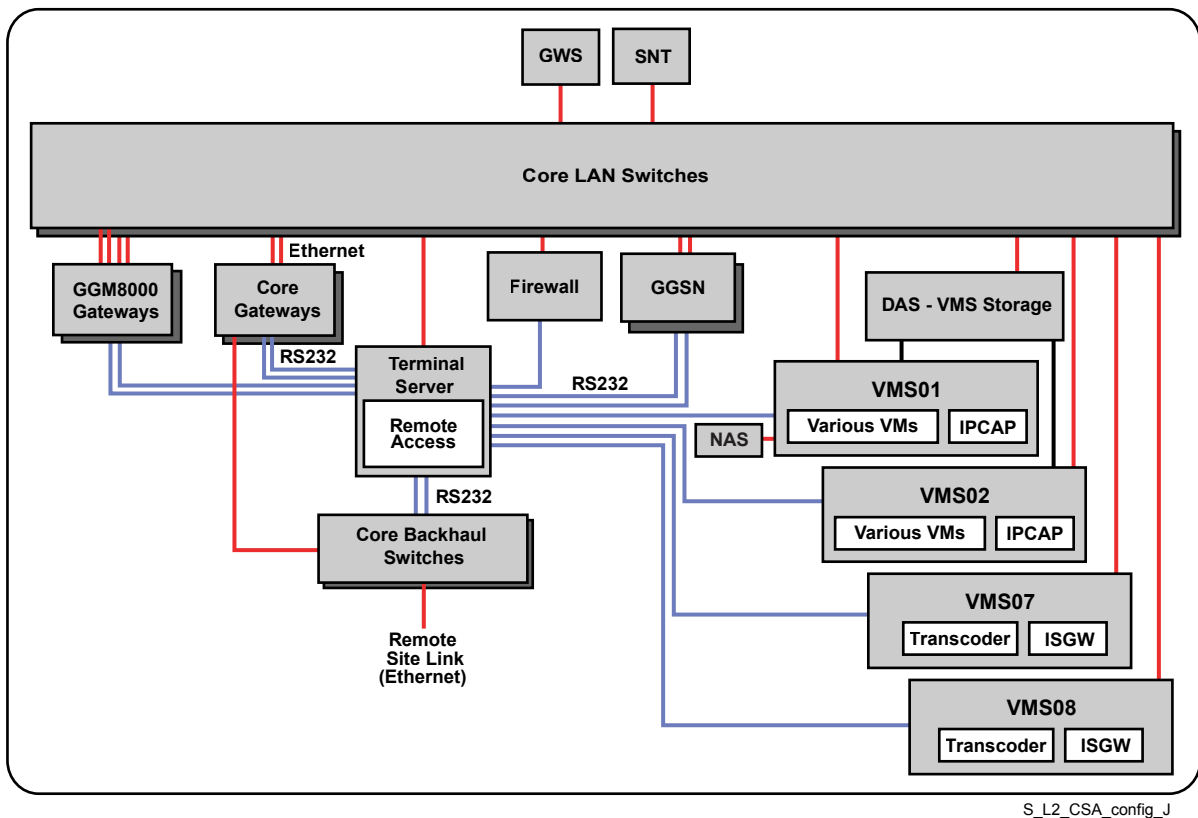 GWS
SNT
Core LAN Switches
Ethernet
GGM8000
Gateways
Core
Gateways
Firewall
GGSN
DAS - VMS Storage
RS232
Terminal
Server
Remote
Access
RS232
VMS01
Various VMs
IPCAP
NAS
RS232
VMS02
Various VMs
IPCAP
Core Backhaul
Switches
VMS07
Transcoder
ISGW
Remote
Site Link
(Ethernet)
VMS08
Transcoder
ISGW
S_L2_CSA_config_J